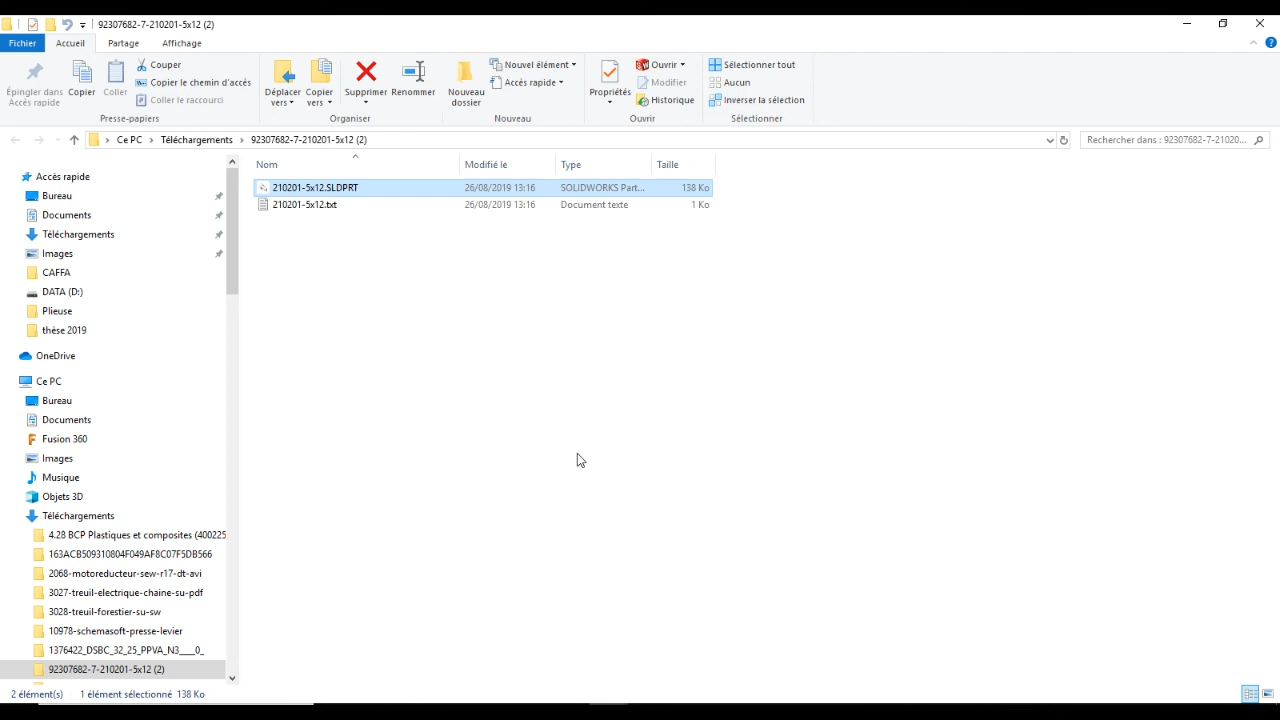 92307682-7-210201-5x12 (2)
Fichier Accueil Partage Affichage
Épingler dans Accès rapide
Copier
Coller
Couper
Copier le chemin d'accès
Coller le raccourci
Presse-papiers
Déplacer vers
Copier vers
Supprimer
Renommer
Organiser
Nouveau dossier
Nouvel élément
Accès rapide
Nouveau
Propriétés
Ouvrir
Modifier
Historique
Ouvrir
Sélectionner tout
Aucun
Inverser la sélection
Sélectionner
Ce PC > Téléchargements > 92307682-7-210201-5x12 (2)
Rechercher dans : 92307682-7-21020...
Nom Modifié le Type Taille
210201-5x12.SLDPRT 26/08/2019 13:16 SOLIDWORKS Part... 138 Ko
210201-5x12.txt 26/08/2019 13:16 Document texte 1 Ko
Accès rapide
Bureau
Documents
Téléchargements
Images
CAFFA
DATA (D:)
Plieuse
thèse 2019
OneDrive
Ce PC
Bureau
Documents
Fusion 360
Images
Musique
Objets 3D
Téléchargements
4.28 BCP Plastiques et composites (400225
163ACB509310804F049AF8C07F5DB566
2068-motoreducteur-sew-r17-dt-avi
3027-treuil-electrique-chaine-su-pdf
3028-treuil-forestier-su-sw
10978-schemasoft-presse-levier
1376422_DSBC_32_25_PPVA_N3___0_
92307682-7-210201-5x12 (2)
2 élément(s) 1 élément sélectionné 138 Ko